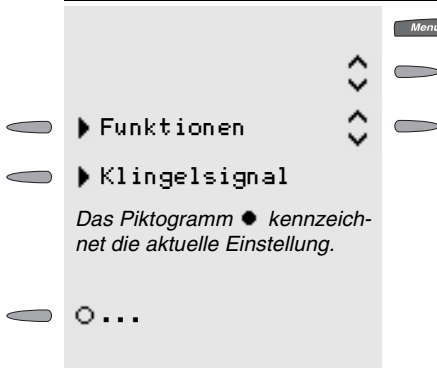 Menu
Funktionen
Klingelsignal
Das Piktogramm ● kennzeich-
net die aktuelle Einstellung.
○...